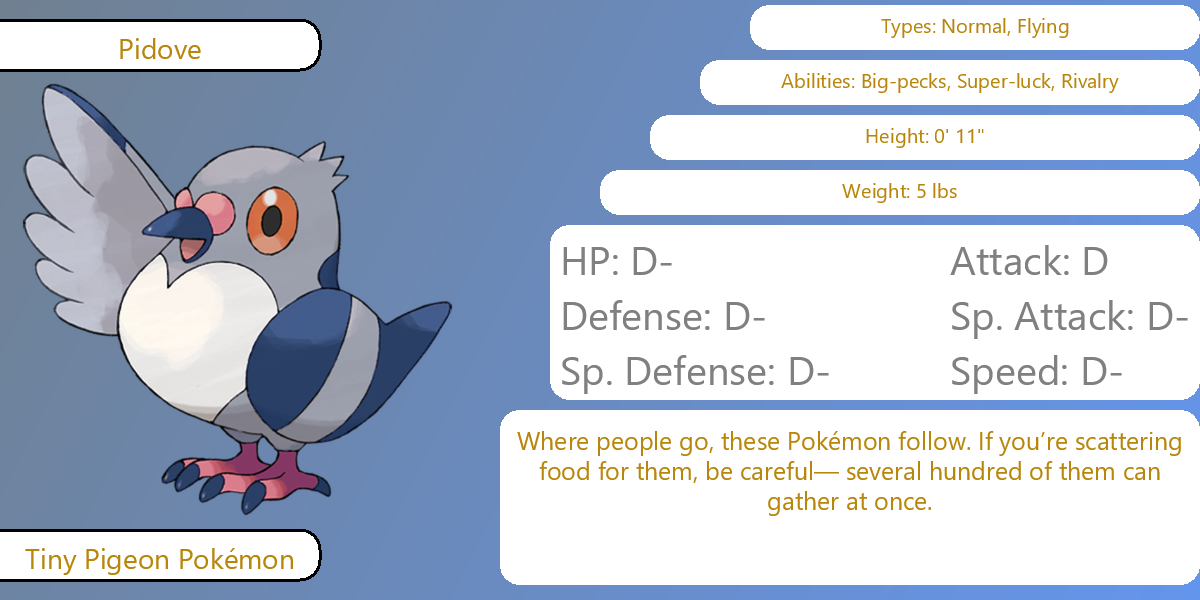 Pidove
Types: Normal, Flying
Abilities: Big-pecks, Super-luck, Rivalry
Height: 0' 11"
Weight: 5 lbs
HP: D- Attack: D
Defense: D- Sp. Attack: D-
Sp. Defense: D- Speed: D-
Where people go, these Pokémon follow. If you’re scattering
food for them, be careful— several hundred of them can
gather at once.
Tiny Pigeon Pokémon